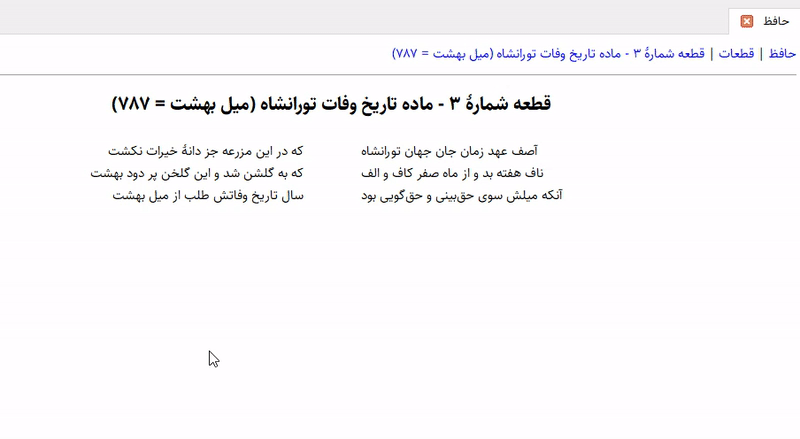 حافظ
حافظ | قطعات | قطعه شمارهٔ ۳ - ماده تاریخ وفات تورانشاه (میل بهشت = ۷۸۷)
قطعه شمارهٔ ۳ - ماده تاریخ وفات تورانشاه (میل بهشت = ۷۸۷)
آصف عهد زمان جان جهان تورانشاه که در این مزرعه جز دانهٔ خیرات نکشت
ناف هفته بد و از ماه صفر کاف و الف که به گلشن شد و این گلخن پر دود بهشت
آنکه میلش سوی حق‌بینی و حق‌گویی بود سال تاریخ وفاتش طلب از میل بهشت